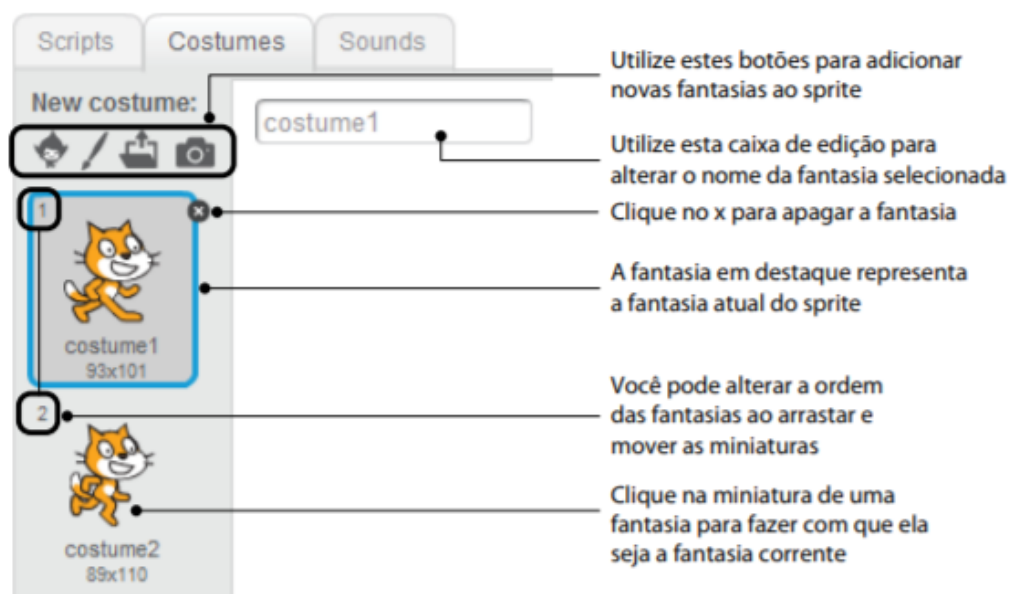 Scripts
Costumes
Sounds
New costume:
costume1
1
costume1
93x101
2
costume2
89x110
Utilize estes botões para adicionar
novas fantasias ao sprite
Utilize esta caixa de edição para
alterar o nome da fantasia selecionada
Clique no x para apagar a fantasia
A fantasia em destaque representa
a fantasia atual do sprite
Você pode alterar a ordem
das fantasias ao arrastar e
mover as miniaturas
Clique na miniatura de uma
fantasia para fazer com que ela
seja a fantasia corrente